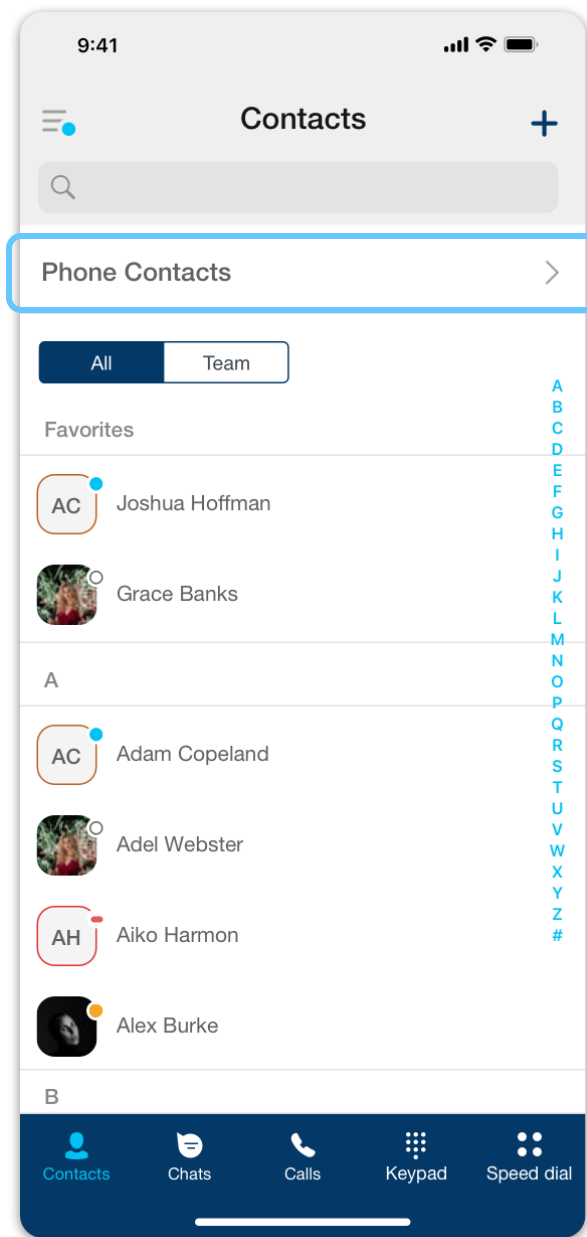 9:41
Contacts
Phone Contacts
All Team
Favorites
AC Joshua Hoffman
Grace Banks
A
AC Adam Copeland
Adel Webster
AH Aiko Harmon
Alex Burke
B
A
B
C
D
E
F
G
H
I
J
K
L
M
N
O
P
Q
R
S
T
U
V
W
X
Y
Z
#
Contacts Chats Calls Keypad Speed dial